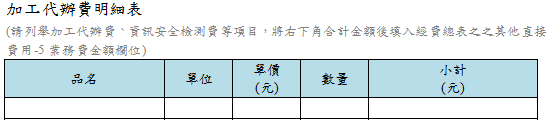 加工代辦費明細表
(請列舉加工代辦費、資訊安全檢測費等項目，將右下角合計金額後填入經費總表之之其他直接
費用-5 業務費金額欄位)
品名 單位 單價 數量 小計
(元) (元)